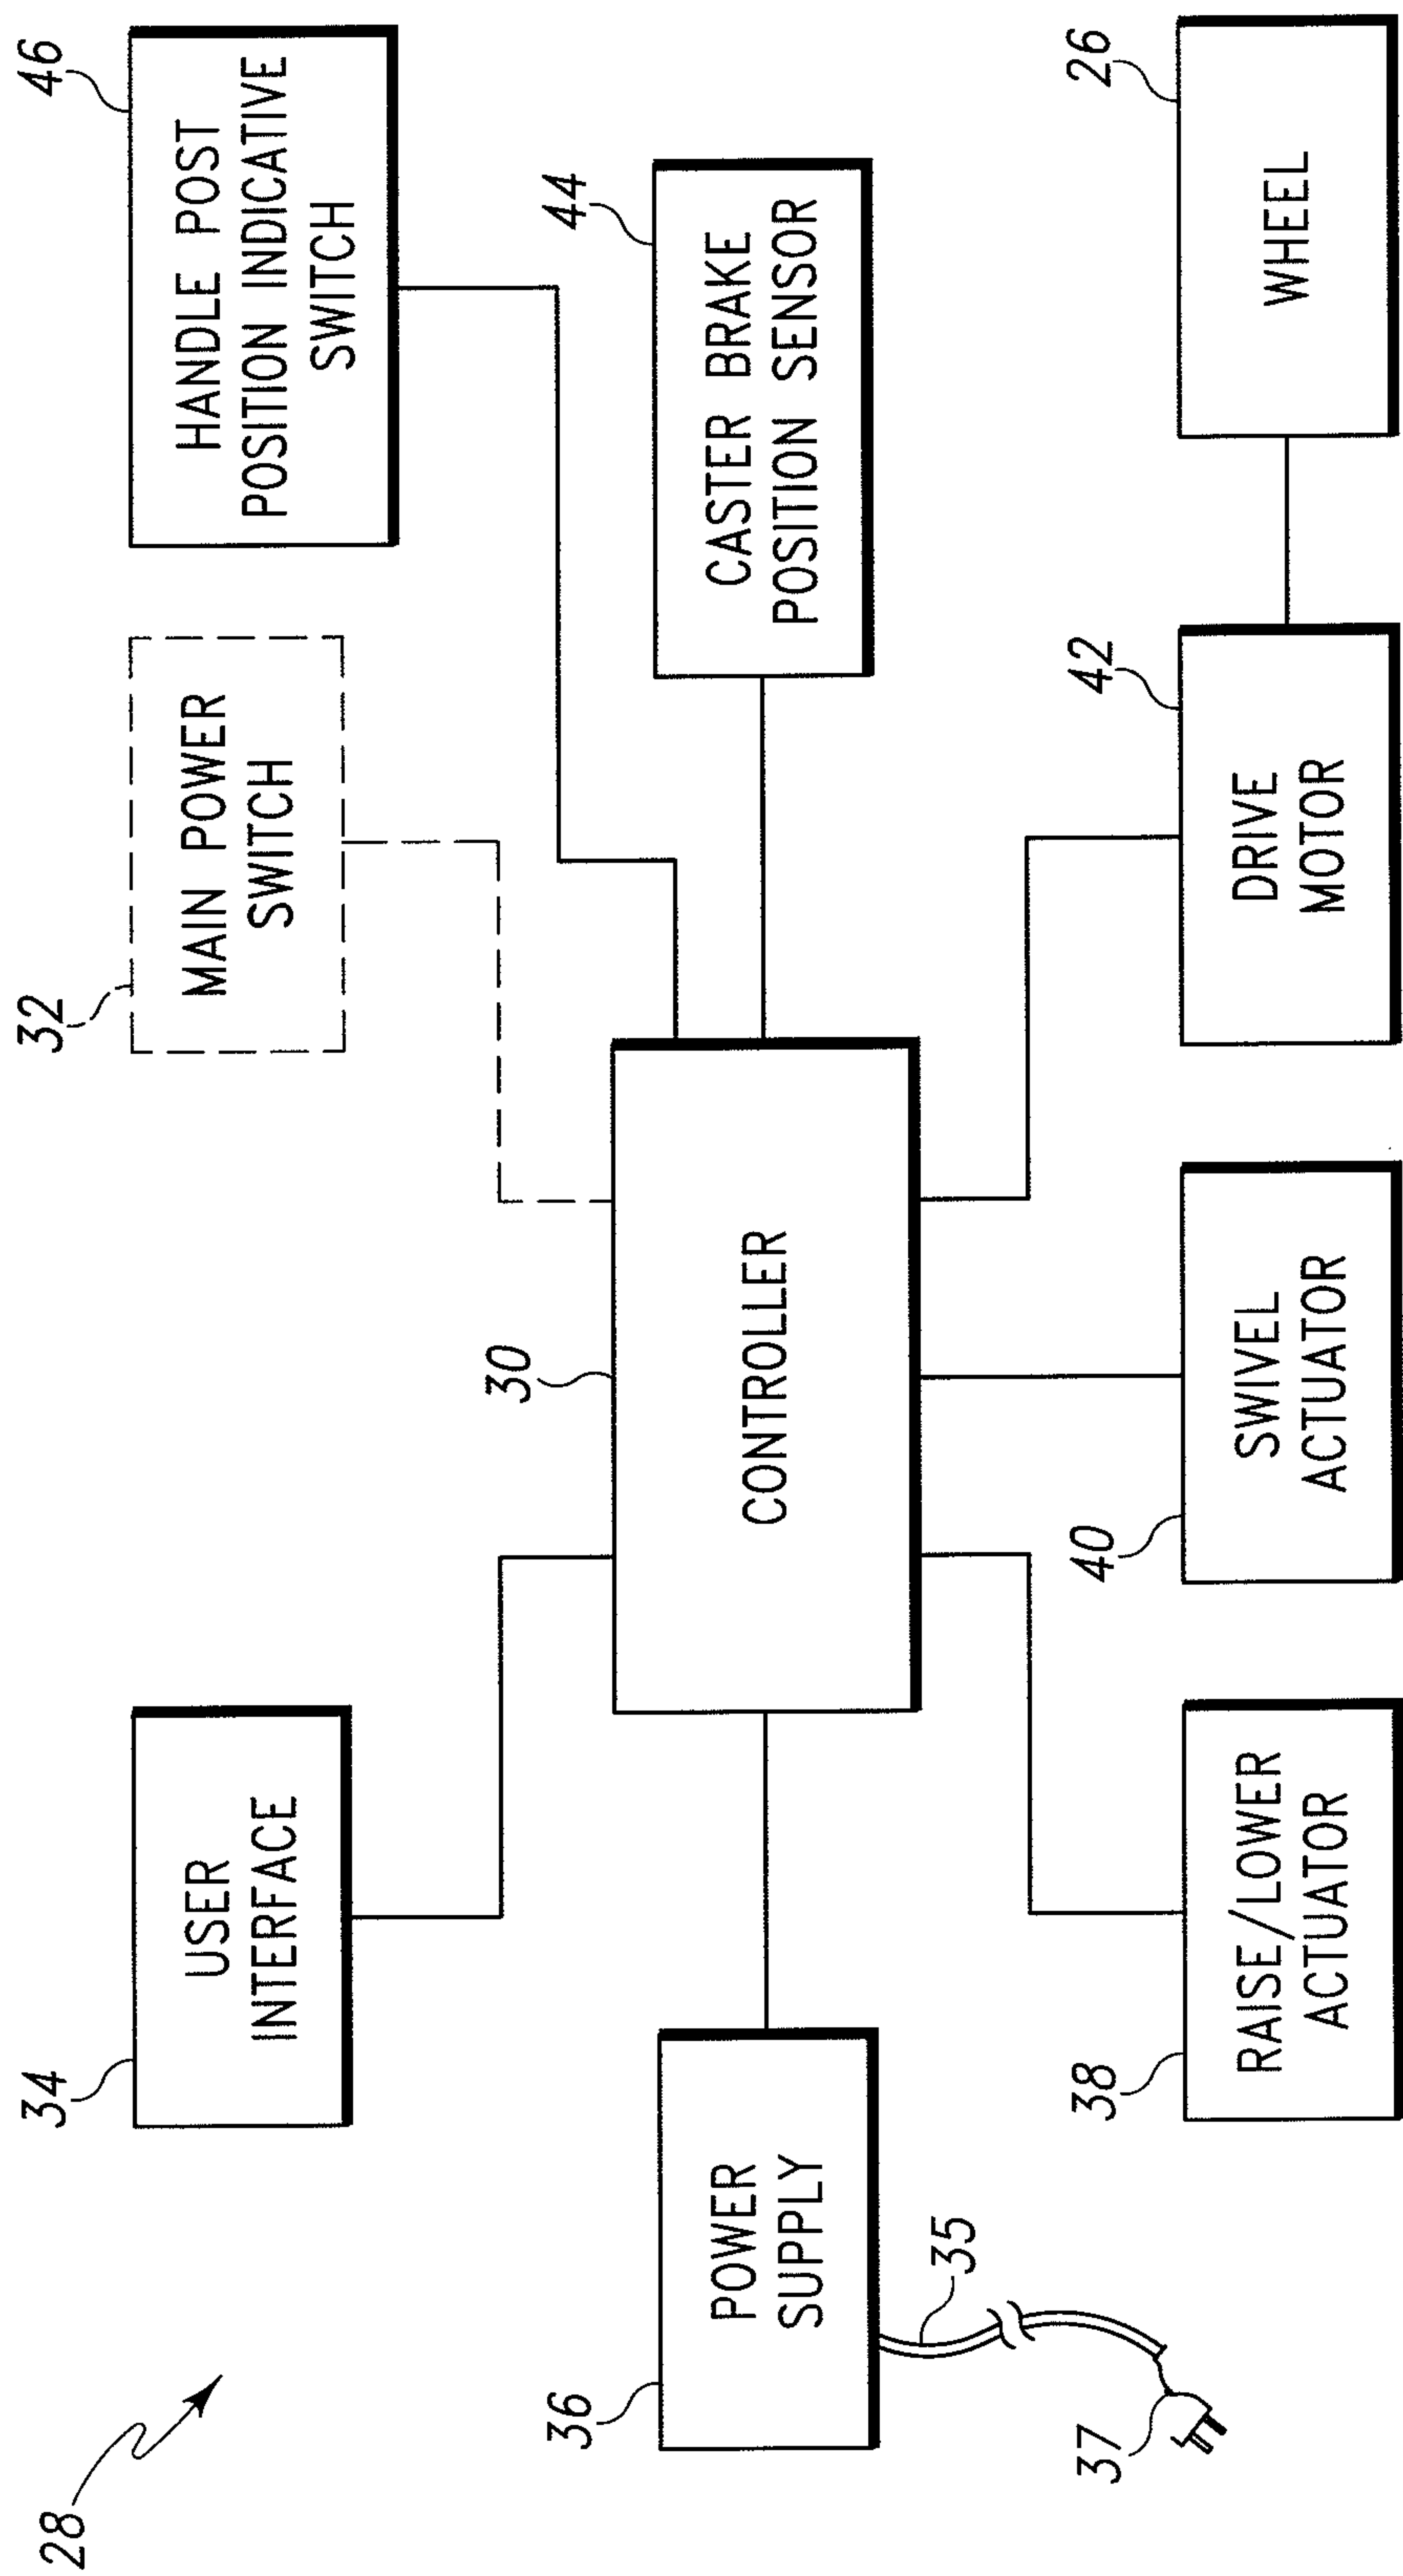 28
34
USER
INTERFACE
32
MAIN POWER
SWITCH
46
HANDLE POST
POSITION INDICATIVE
SWITCH
36
POWER
SUPPLY
35
37
30
CONTROLLER
44
CASTER BRAKE
POSITION SENSOR
38
RAISE/LOWER
ACTUATOR
40
SWIVEL
ACTUATOR
42
DRIVE
MOTOR
26
WHEEL